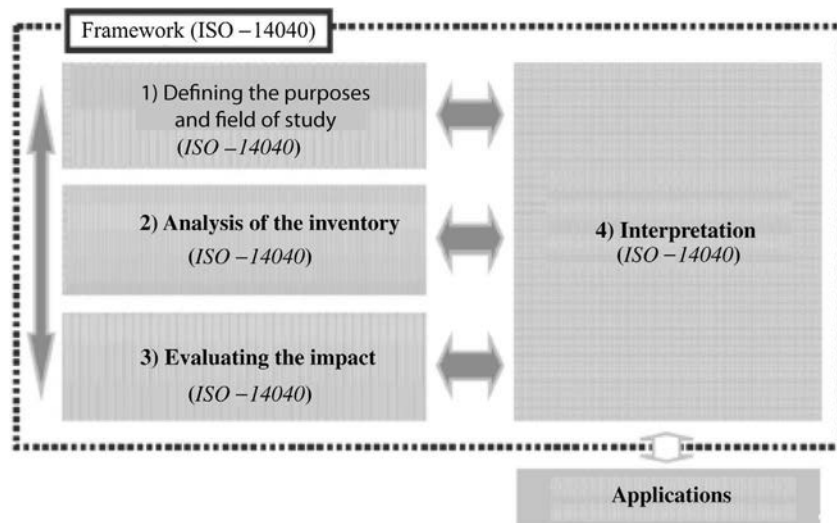 Framework (ISO –14040)
1) Defining the purposes
and field of study
(ISO –14040)
2) Analysis of the inventory
(ISO –14040)
3) Evaluating the impact
(ISO –14040)
4) Interpretation
(ISO –14040)
Applications